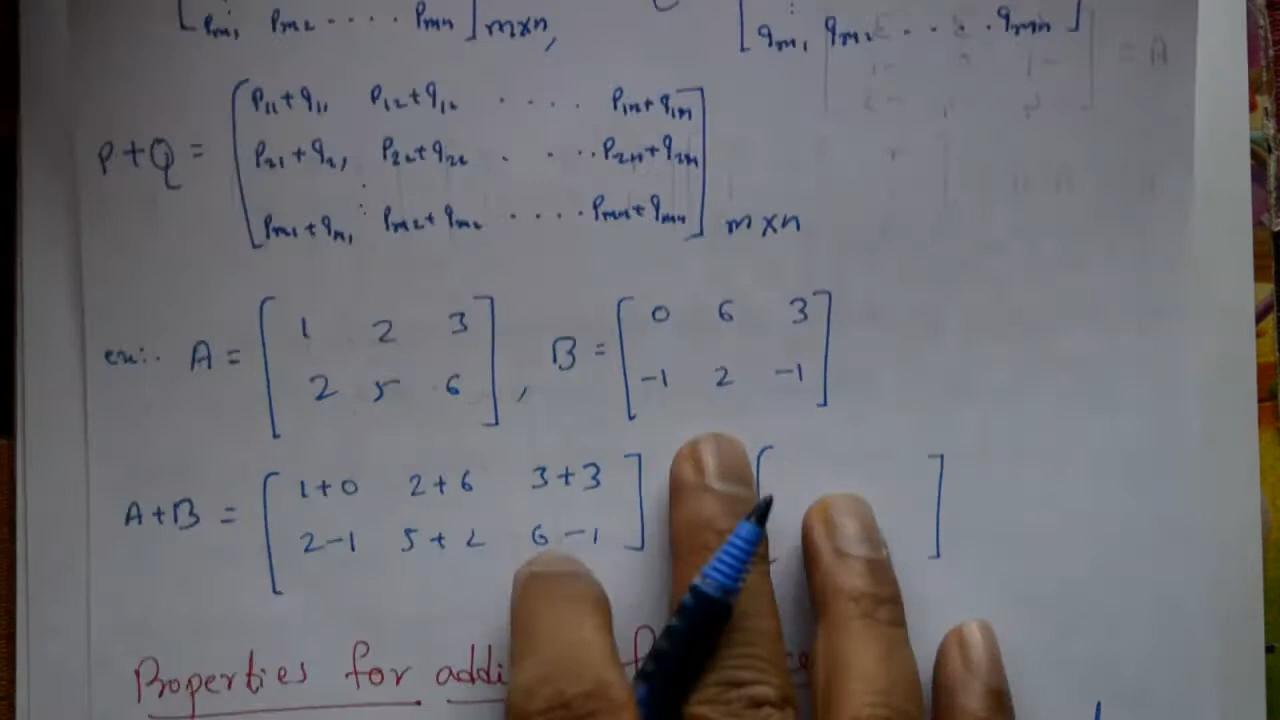 Pm1 Pm2 .... Pmn ] m×n, [ qm1 qm2 .... qmn ]
P+Q = [ P11+q11 P12+q12 .... P1n+q1n
P21+q21 P22+q22 . ... P2n+q2n
Pm1+qm1 Pm2+qm2 .... Pmn+qmn ] m×n
ex:. A = [ 1 2 3
2 5 6 ] , B = [ 0 6 3
-1 2 -1 ]
A+B = [ 1+0 2+6 3+3
2-1 5+2 6-1 ] [ ]
Properties for addi